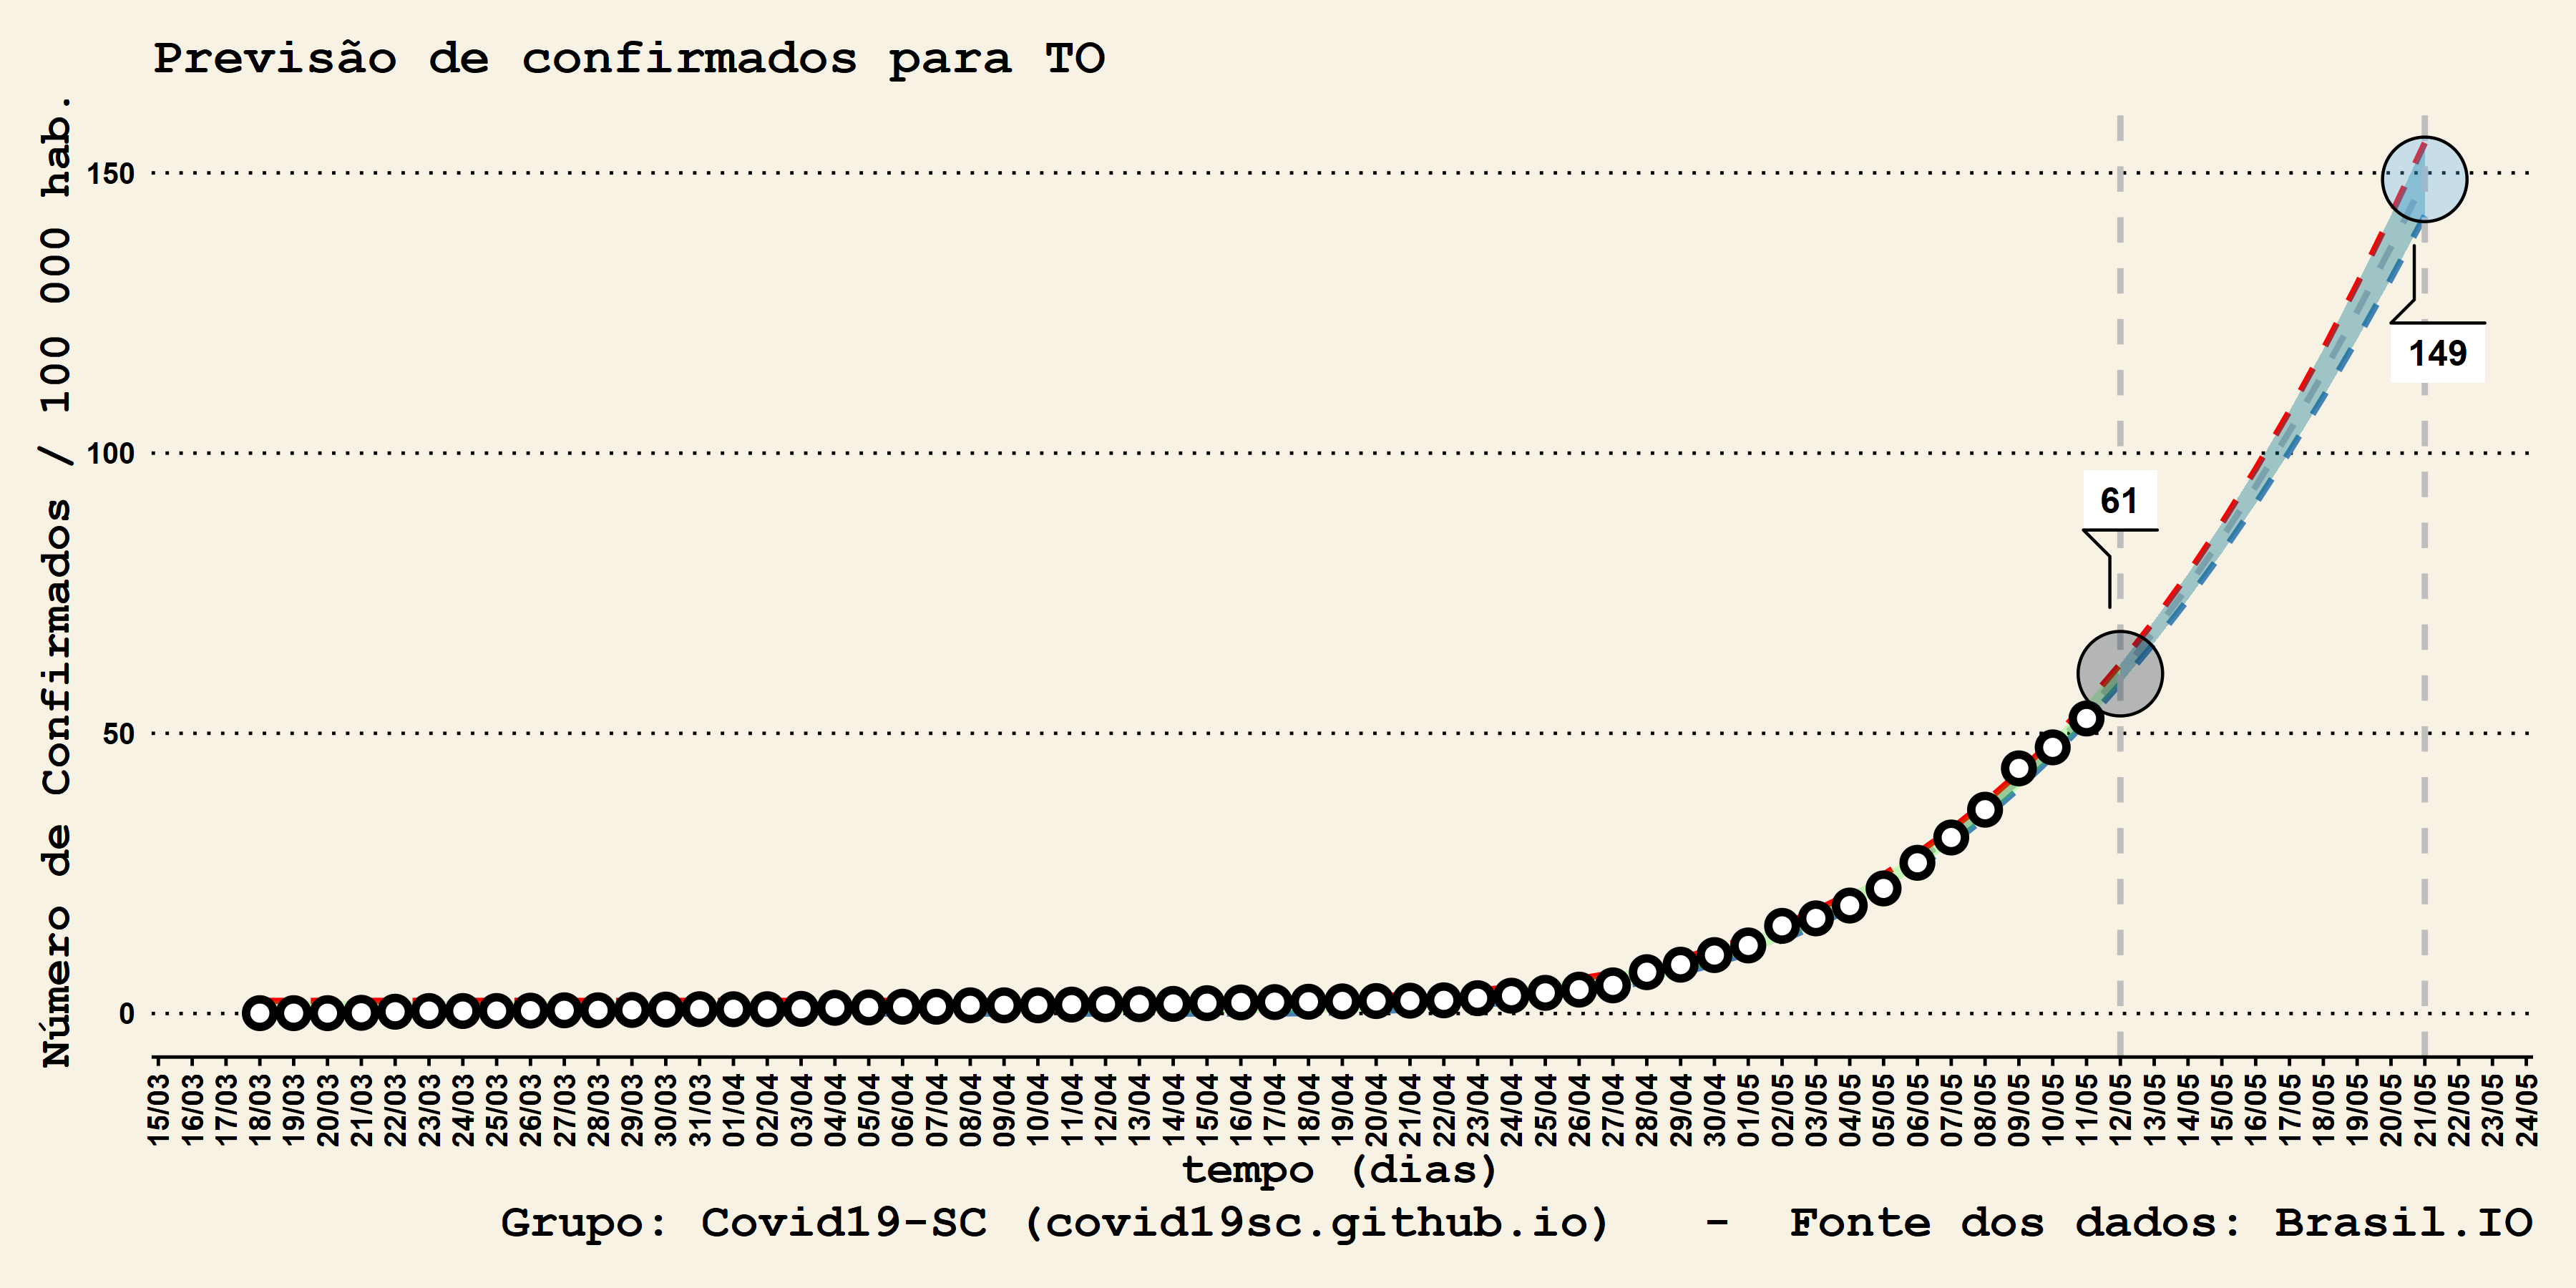 Previsão de confirmados para TO
Número de Confirmados / 100 000 hab.
150
100
50
0
149
61
15/03 16/03 17/03 18/03 19/03 20/03 21/03 22/03 23/03 24/03 25/03 26/03 27/03 28/03 29/03 30/03 31/03 01/04 02/04 03/04 04/04 05/04 06/04 07/04 08/04 09/04 10/04 11/04 12/04 13/04 14/04 15/04 16/04 17/04 18/04 19/04 20/04 21/04 22/04 23/04 24/04 25/04 26/04 27/04 28/04 29/04 30/04 01/05 02/05 03/05 04/05 05/05 06/05 07/05 08/05 09/05 10/05 11/05 12/05 13/05 14/05 15/05 16/05 17/05 18/05 19/05 20/05 21/05 22/05 23/05 24/05
tempo (dias)
Grupo: Covid19-SC (covid19sc.github.io) - Fonte dos dados: Brasil.IO